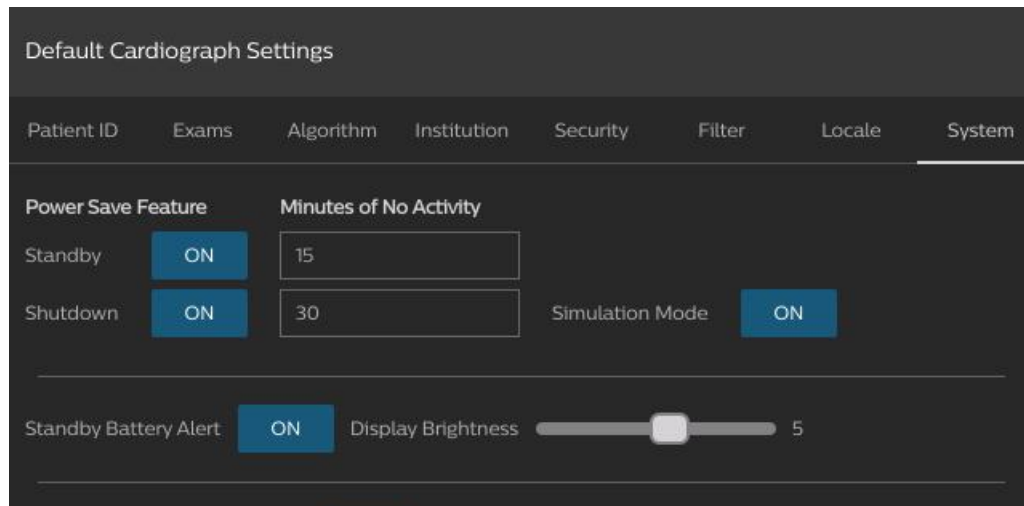 Default Cardiograph Settings
Patient ID Exams Algorithm Institution Security Filter Locale System
Power Save Feature Minutes of No Activity
Standby ON 15
Shutdown ON 30 Simulation Mode ON
Standby Battery Alert ON Display Brightness 5